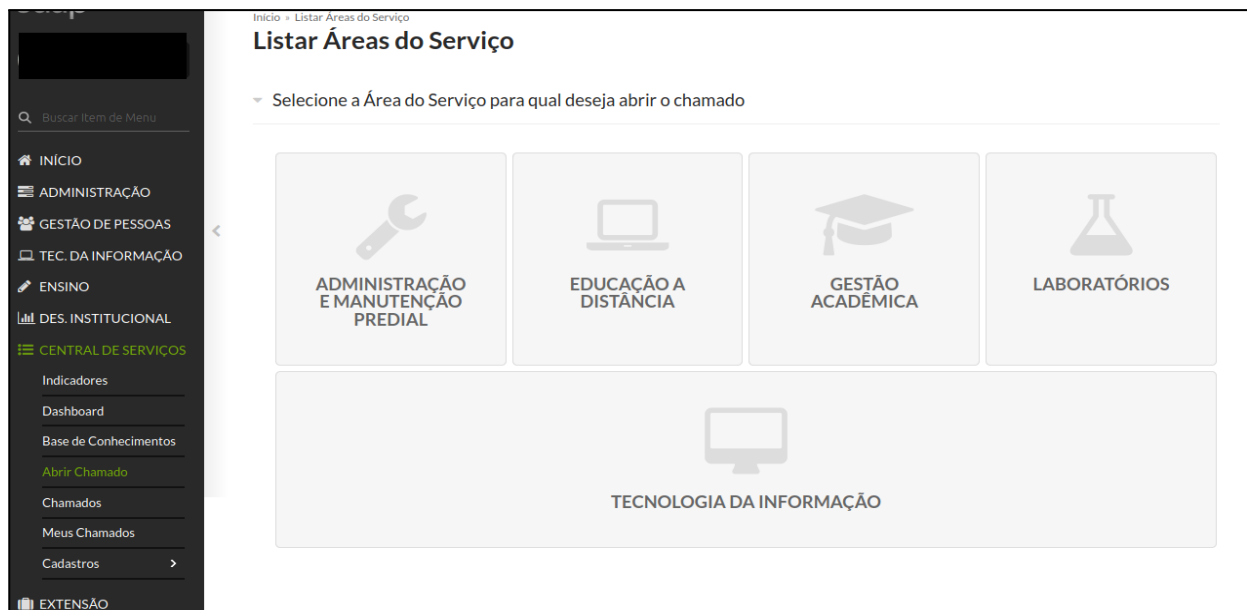 Buscar Item de Menu
INÍCIO
ADMINISTRAÇÃO
GESTÃO DE PESSOAS
TEC. DA INFORMAÇÃO
ENSINO
DES. INSTITUCIONAL
CENTRAL DE SERVIÇOS
Indicadores
Dashboard
Base de Conhecimentos
Abrir Chamado
Chamados
Meus Chamados
Cadastros
EXTENSÃO
Início » Listar Áreas do Serviço
Listar Áreas do Serviço
Selecione a Área do Serviço para qual deseja abrir o chamado
ADMINISTRAÇÃO
E MANUTENÇÃO
PREDIAL
EDUCAÇÃO A
DISTÂNCIA
GESTÃO
ACADÊMICA
LABORATÓRIOS
TECNOLOGIA DA INFORMAÇÃO